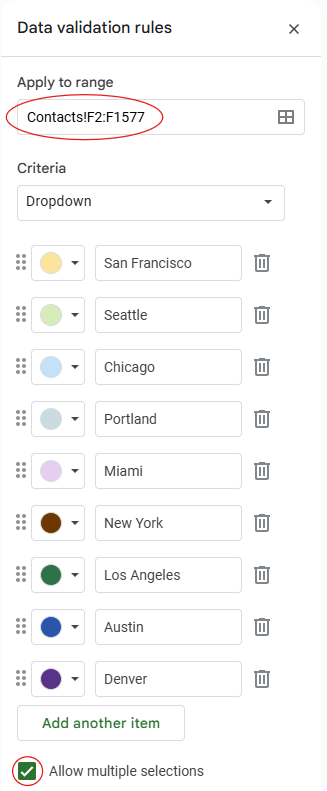 Data validation rules
Apply to range
Contacts!F2:F1577
Criteria
Dropdown
San Francisco
Seattle
Chicago
Portland
Miami
New York
Los Angeles
Austin
Denver
Add another item
Allow multiple selections